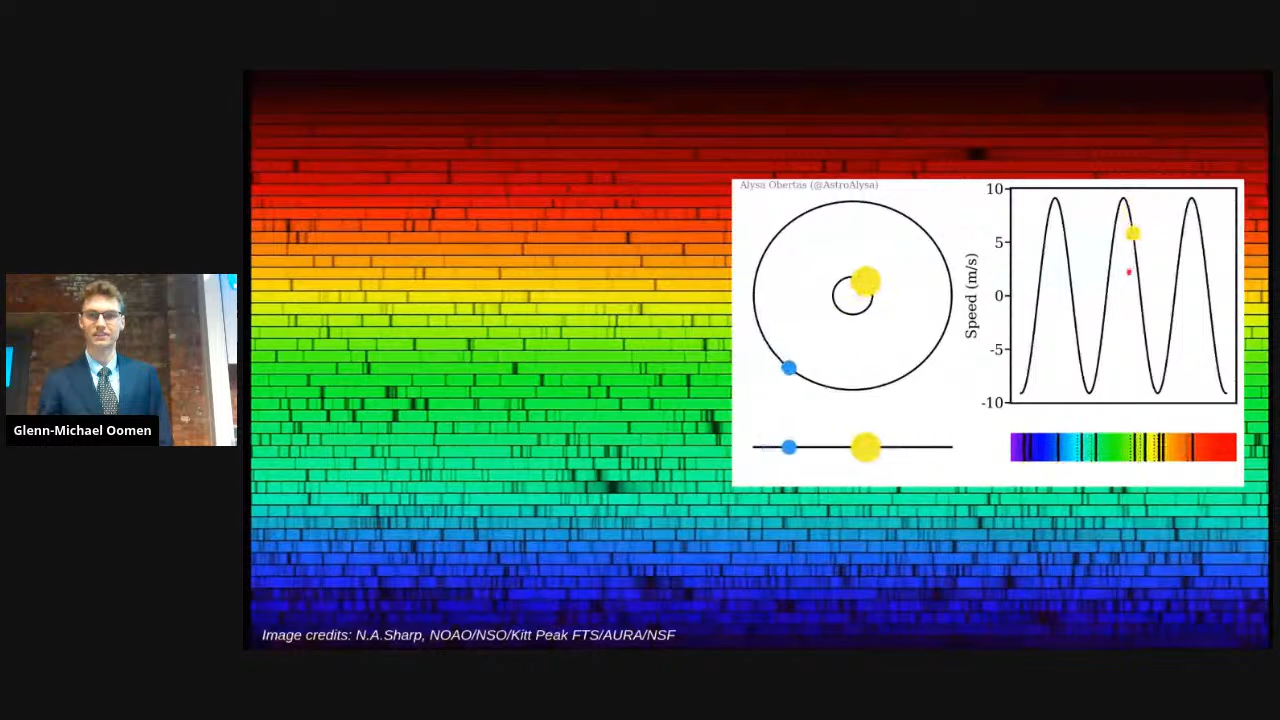 Alysa Obertas (@AstroAlysa)
10
5
0
-5
-10
Speed (m/s)
Glenn-Michael Oomen
Image credits: N.A.Sharp, NOAO/NSO/Kitt Peak FTS/AURA/NSF